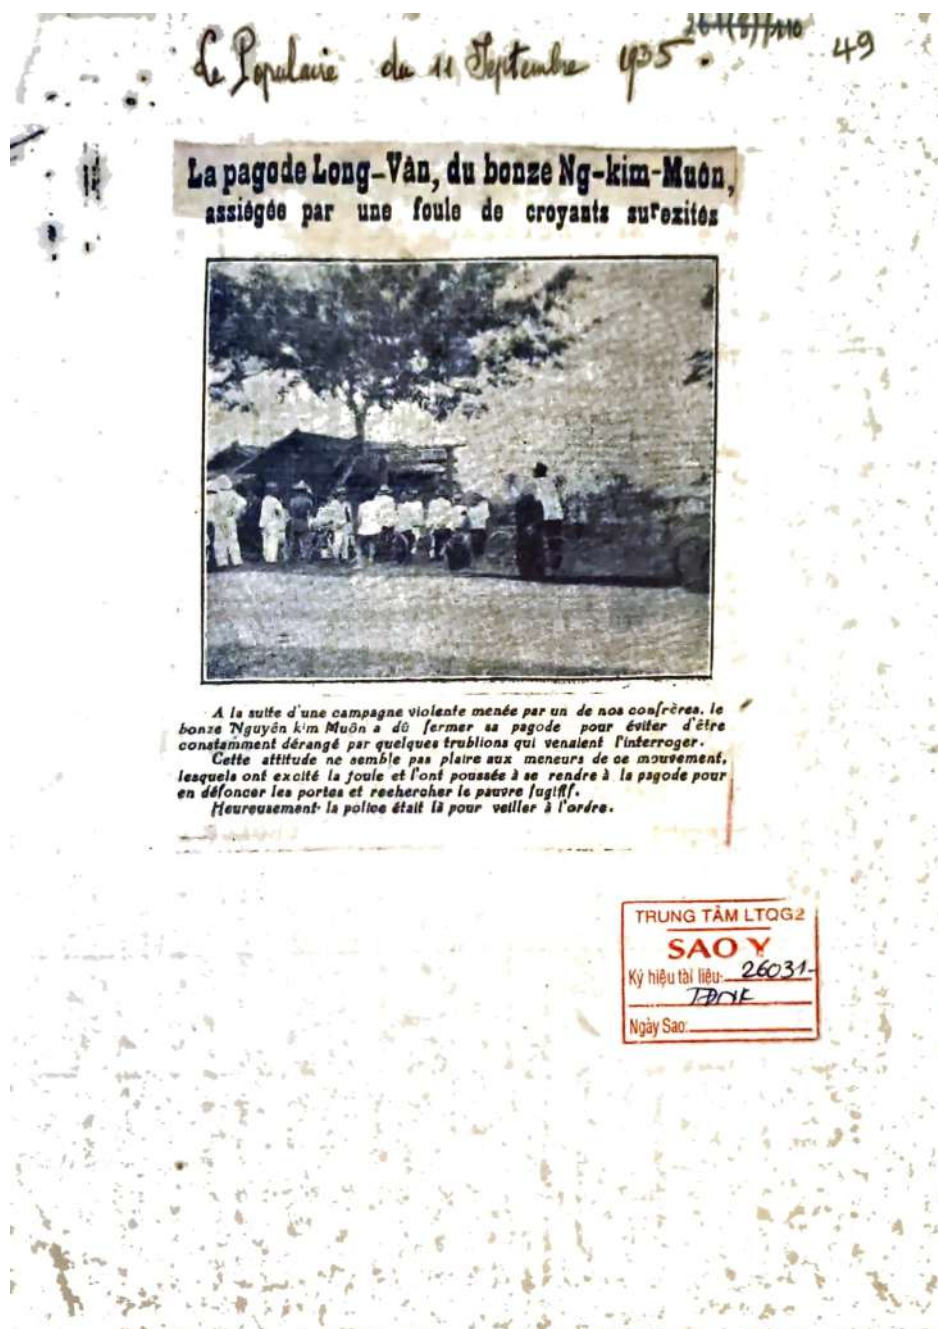 Le Populaire du 11 Septembre 1935.
49
La pagode Long-Vân, du bonze Ng-kim-Muôn,
assiégée par une foule de croyants surexités
A la suite d'une campagne violente menée par un de nos confrères, le
bonze Nguyên kim Muôn a dû fermer sa pagode pour éviter d'être
constamment dérangé par quelques trublions qui venaient l'interroger.
Cette attitude ne semble pas plaire aux meneurs de ce mouvement,
lesquels ont excité la foule et l'ont poussée à se rendre à la pagode pour
en défoncer les portes et rechercher le pauvre fugitif.
Heureusement la police était là pour veiller à l'ordre.
TRUNG TÂM LTQG2
SAO Y
Ký hiệu tài liệu: 26031-
Ngày Sao: